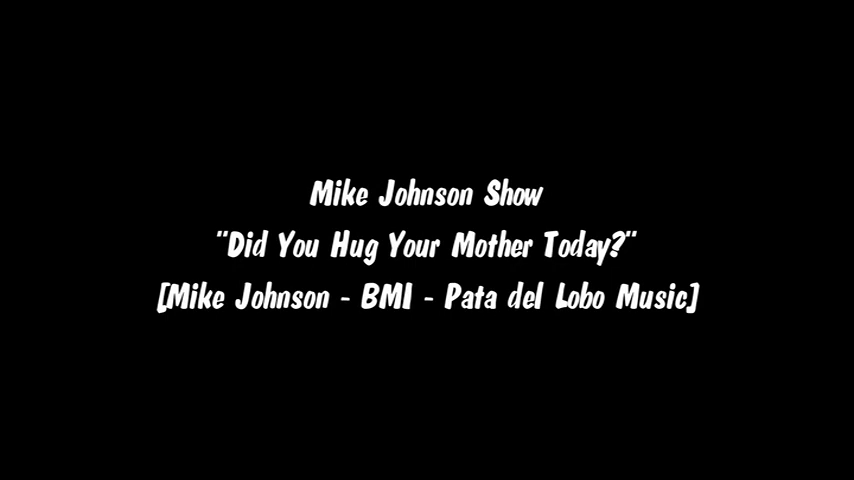 Mike Johnson Show
"Did You Hug Your Mother Today?"
[Mike Johnson - BMI - Pata del Lobo Music]